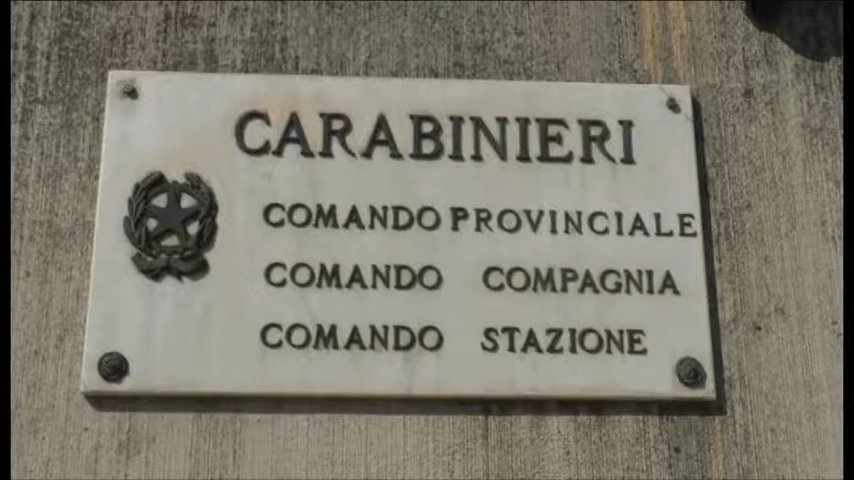 CARABINIERI
COMANDO PROVINCIALE
COMANDO COMPAGNIA
COMANDO STAZIONE